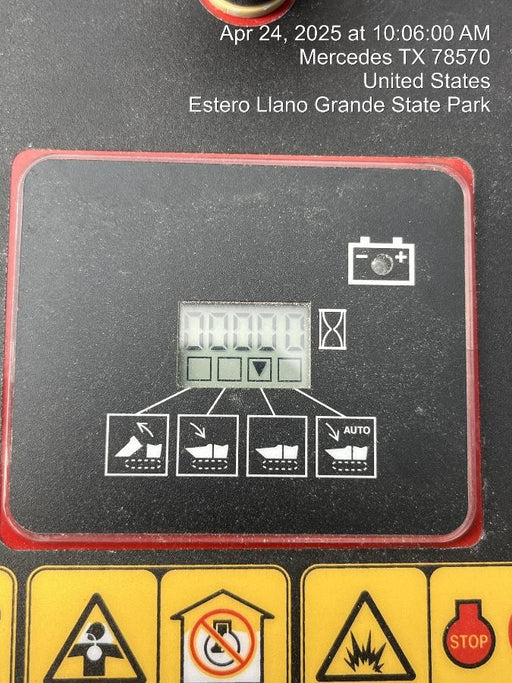 Apr 24, 2025 at 10:06:00 AM
Mercedes TX 78570
United States
Estero Llano Grande State Park
AUTO
STOP